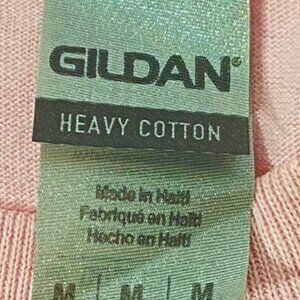 GILDAN®
HEAVY COTTON
Made in Haiti
Fabriqué en Haïti
Hecho en Haití
M M M